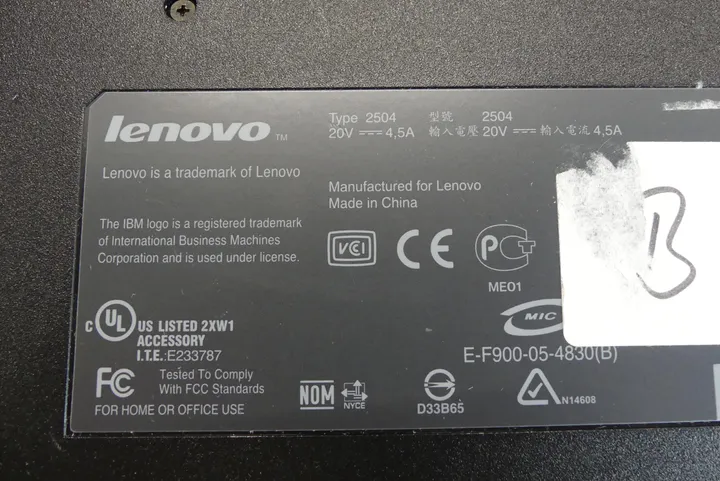 lenovo TM
Lenovo is a trademark of Lenovo
The IBM logo is a registered trademark
of International Business Machines
Corporation and is used under license.
Type 2504 型號 2504
20V 4,5A 輸入電壓 20V 輸入電流 4,5A
Manufactured for Lenovo
Made in China
VCI CE PCT
ME01
B
MIC
E-F900-05-4830(B)
C UL US LISTED 2XW1
ACCESSORY
I.T.E.:E233787
FC Tested To Comply
With FCC Standards
FOR HOME OR OFFICE USE
NOM
NYCE
D33B65
N14608